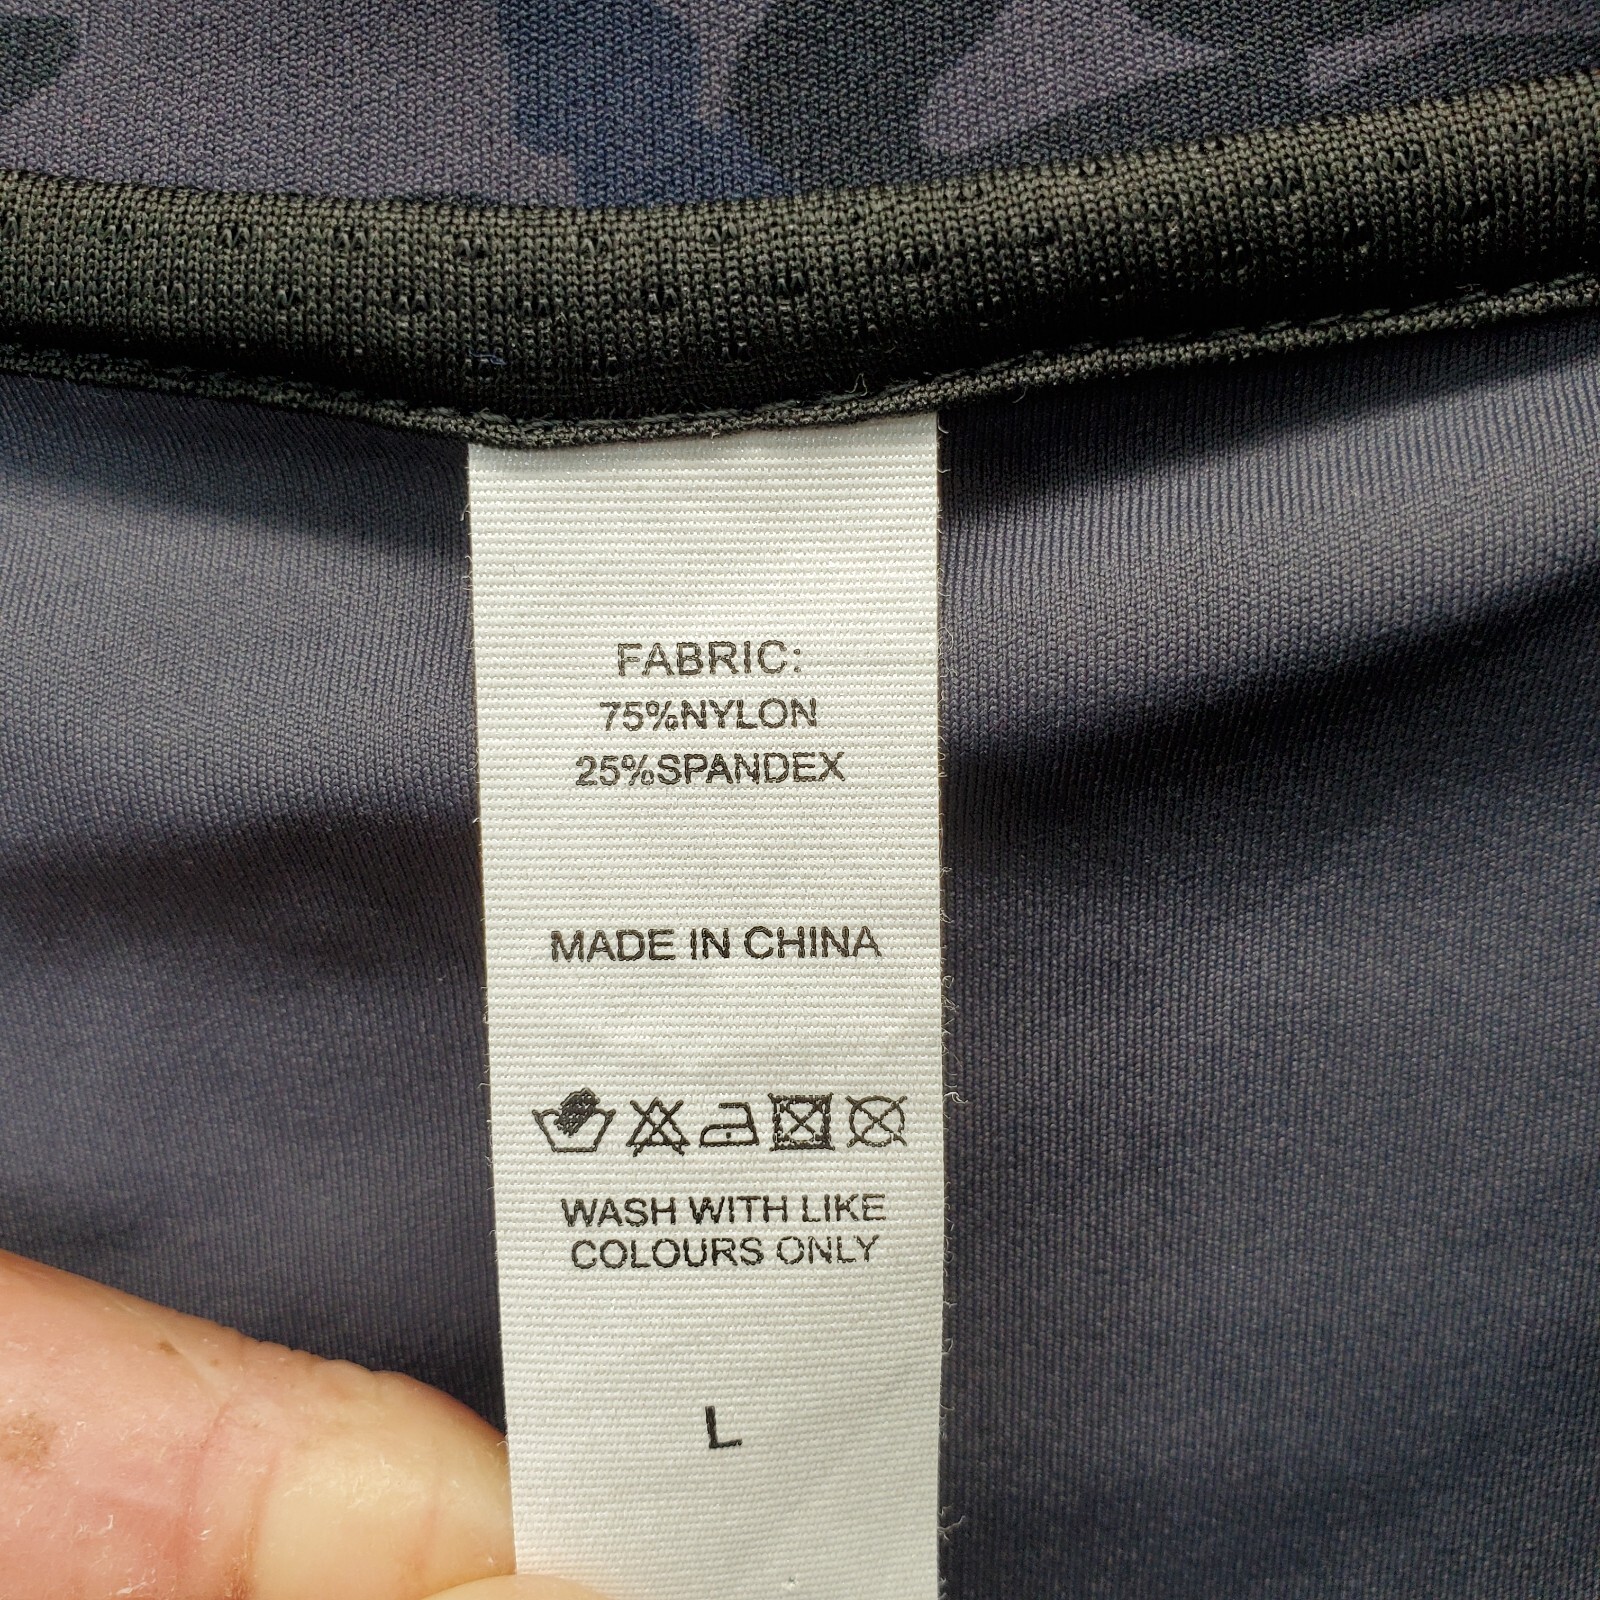 FABRIC:
75%NYLON
25%SPANDEX
MADE IN CHINA
WASH WITH LIKE
COLOURS ONLY
L